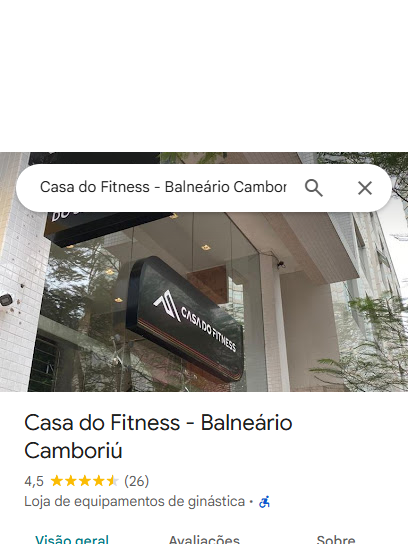 Casa do Fitness - Balneário Cambor
CASA DO FITNESS
Casa do Fitness - Balneário
Camboriú
4,5 (26)
Loja de equipamentos de ginástica ·
Visão geral Avaliações Sobre